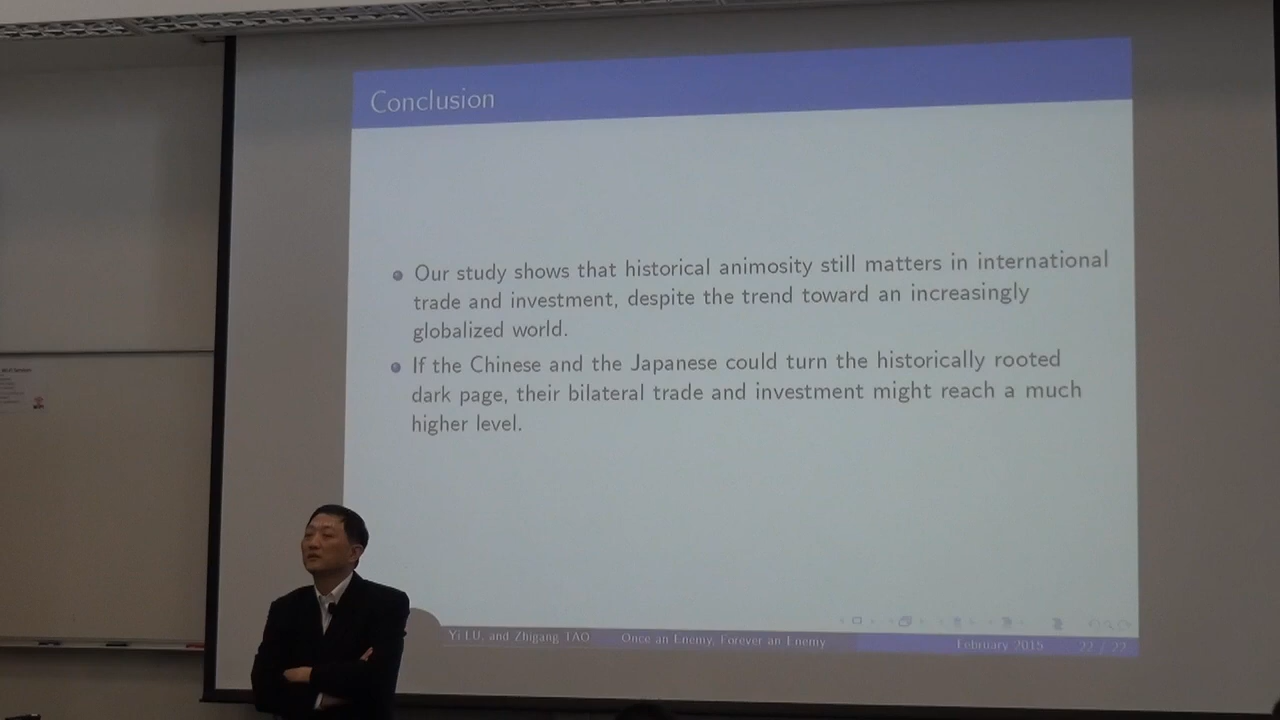 Conclusion
Our study shows that historical animosity still matters in international
trade and investment, despite the trend toward an increasingly
globalized world.
If the Chinese and the Japanese could turn the historically rooted
dark page, their bilateral trade and investment might reach a much
higher level.
Yi LU, and Zhigang TAO Once an Enemy, Forever an Enemy February 2015 22 / 22